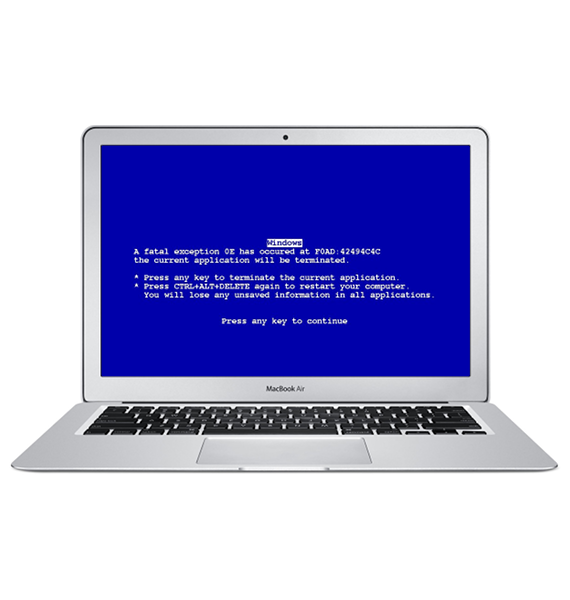 Windows
A fatal exception 0E has occured at F0AD:42494C4C
the current application will be terminated.
* Press any key to terminate the current application.
* Press CTRL+ALT+DELETE again to restart your computer.
You will lose any unsaved information in all applications.
Press any key to continue
MacBook Air